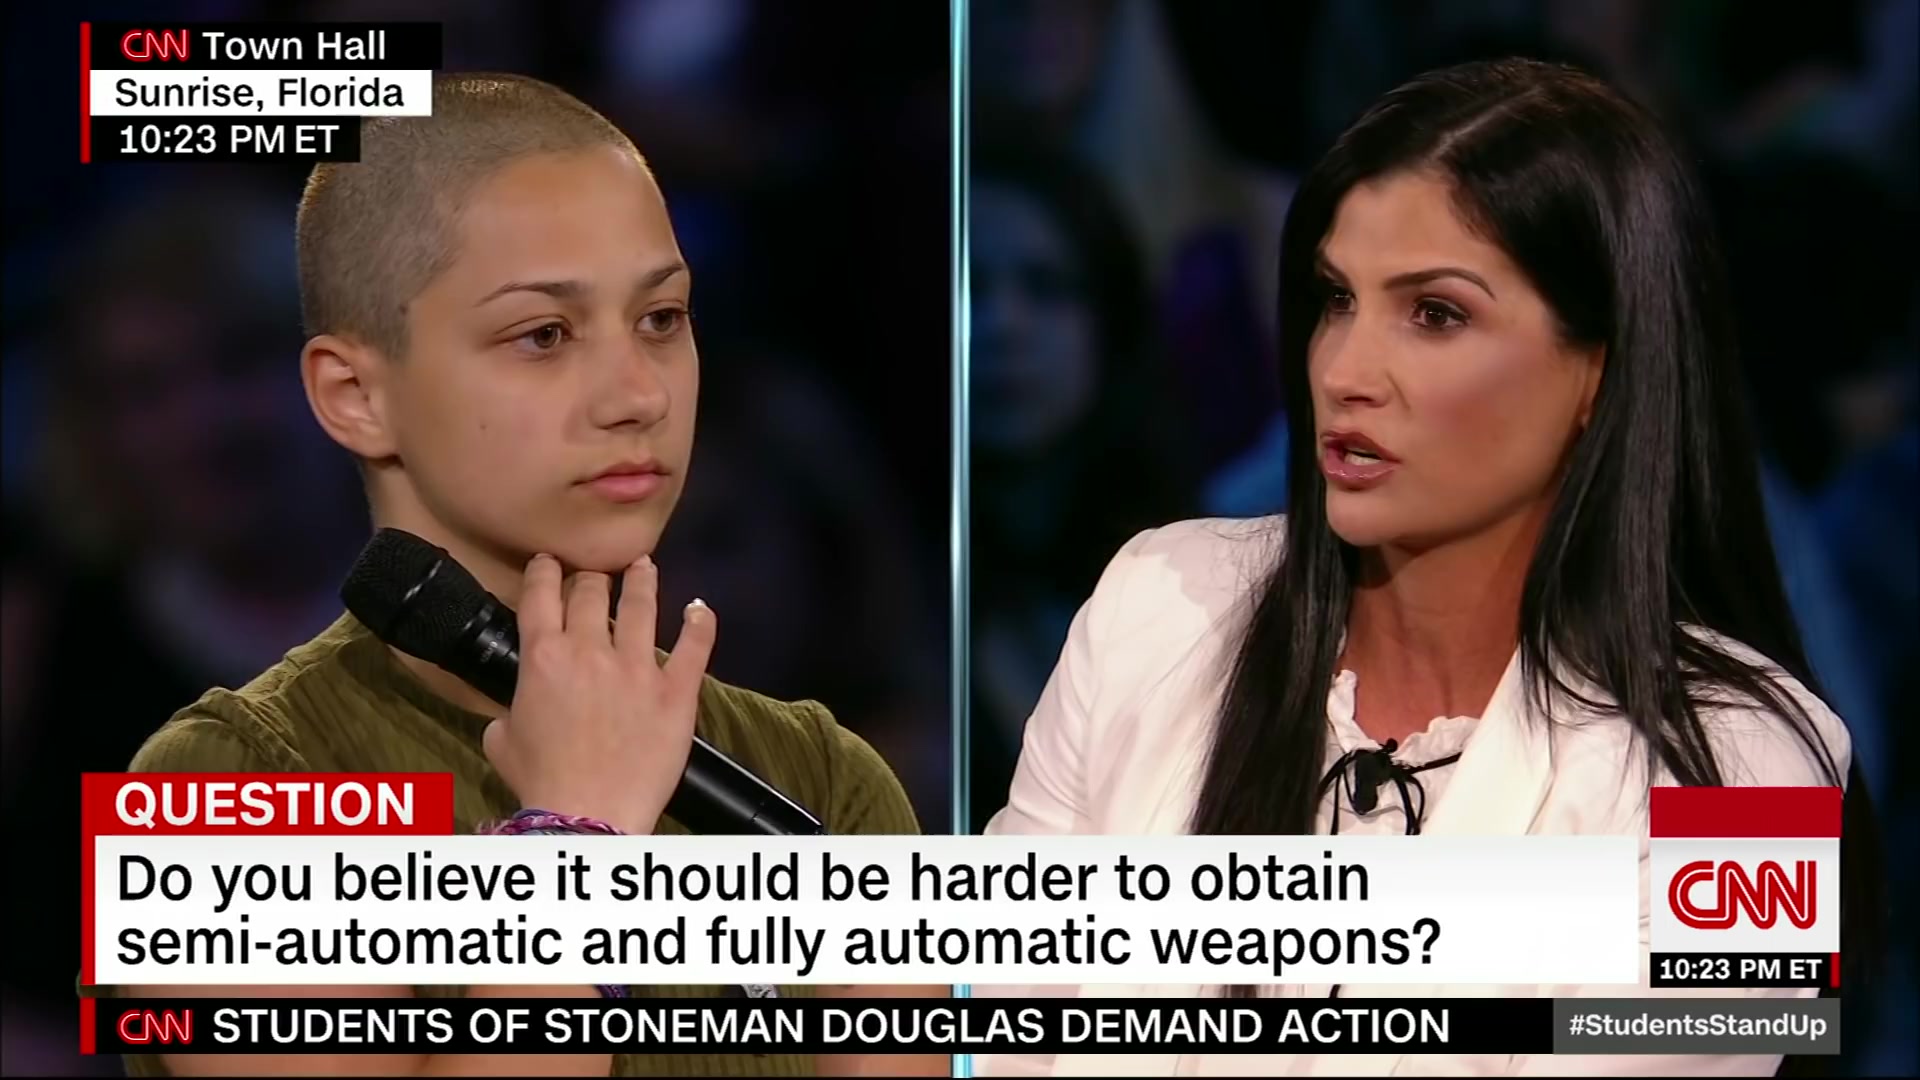 CNN Town Hall
Sunrise, Florida
10:23 PM ET
QUESTION
Do you believe it should be harder to obtain
semi-automatic and fully automatic weapons?
CNN
10:23 PM ET
CNN STUDENTS OF STONEMAN DOUGLAS DEMAND ACTION
#StudentsStandUp